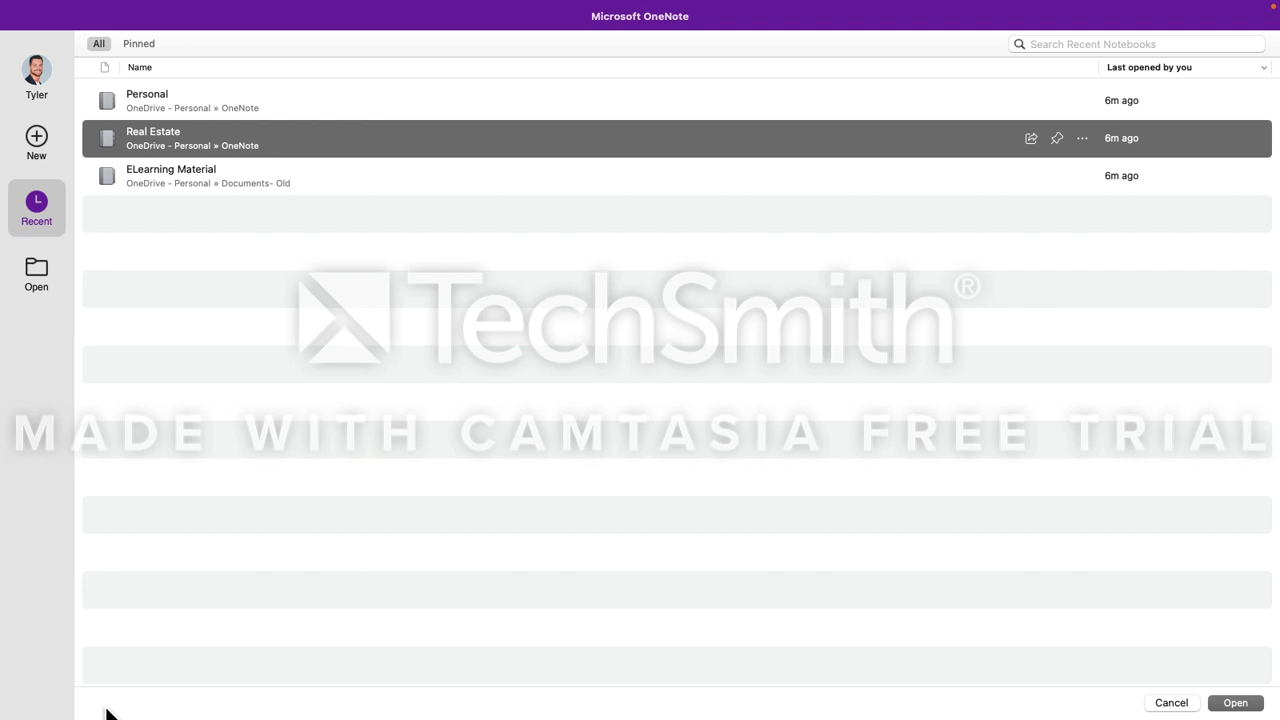 Microsoft OneNote
All
Pinned
Search Recent Notebooks
Tyler
Name
Last opened by you
Personal
OneDrive - Personal » OneNote
6m ago
New
Real Estate
OneDrive - Personal » OneNote
6m ago
ELearning Material
OneDrive - Personal » Documents- Old
6m ago
Recent
Open
TechSmith®
MADE WITH CAMTASIA FREE TRIAL
Cancel
Open